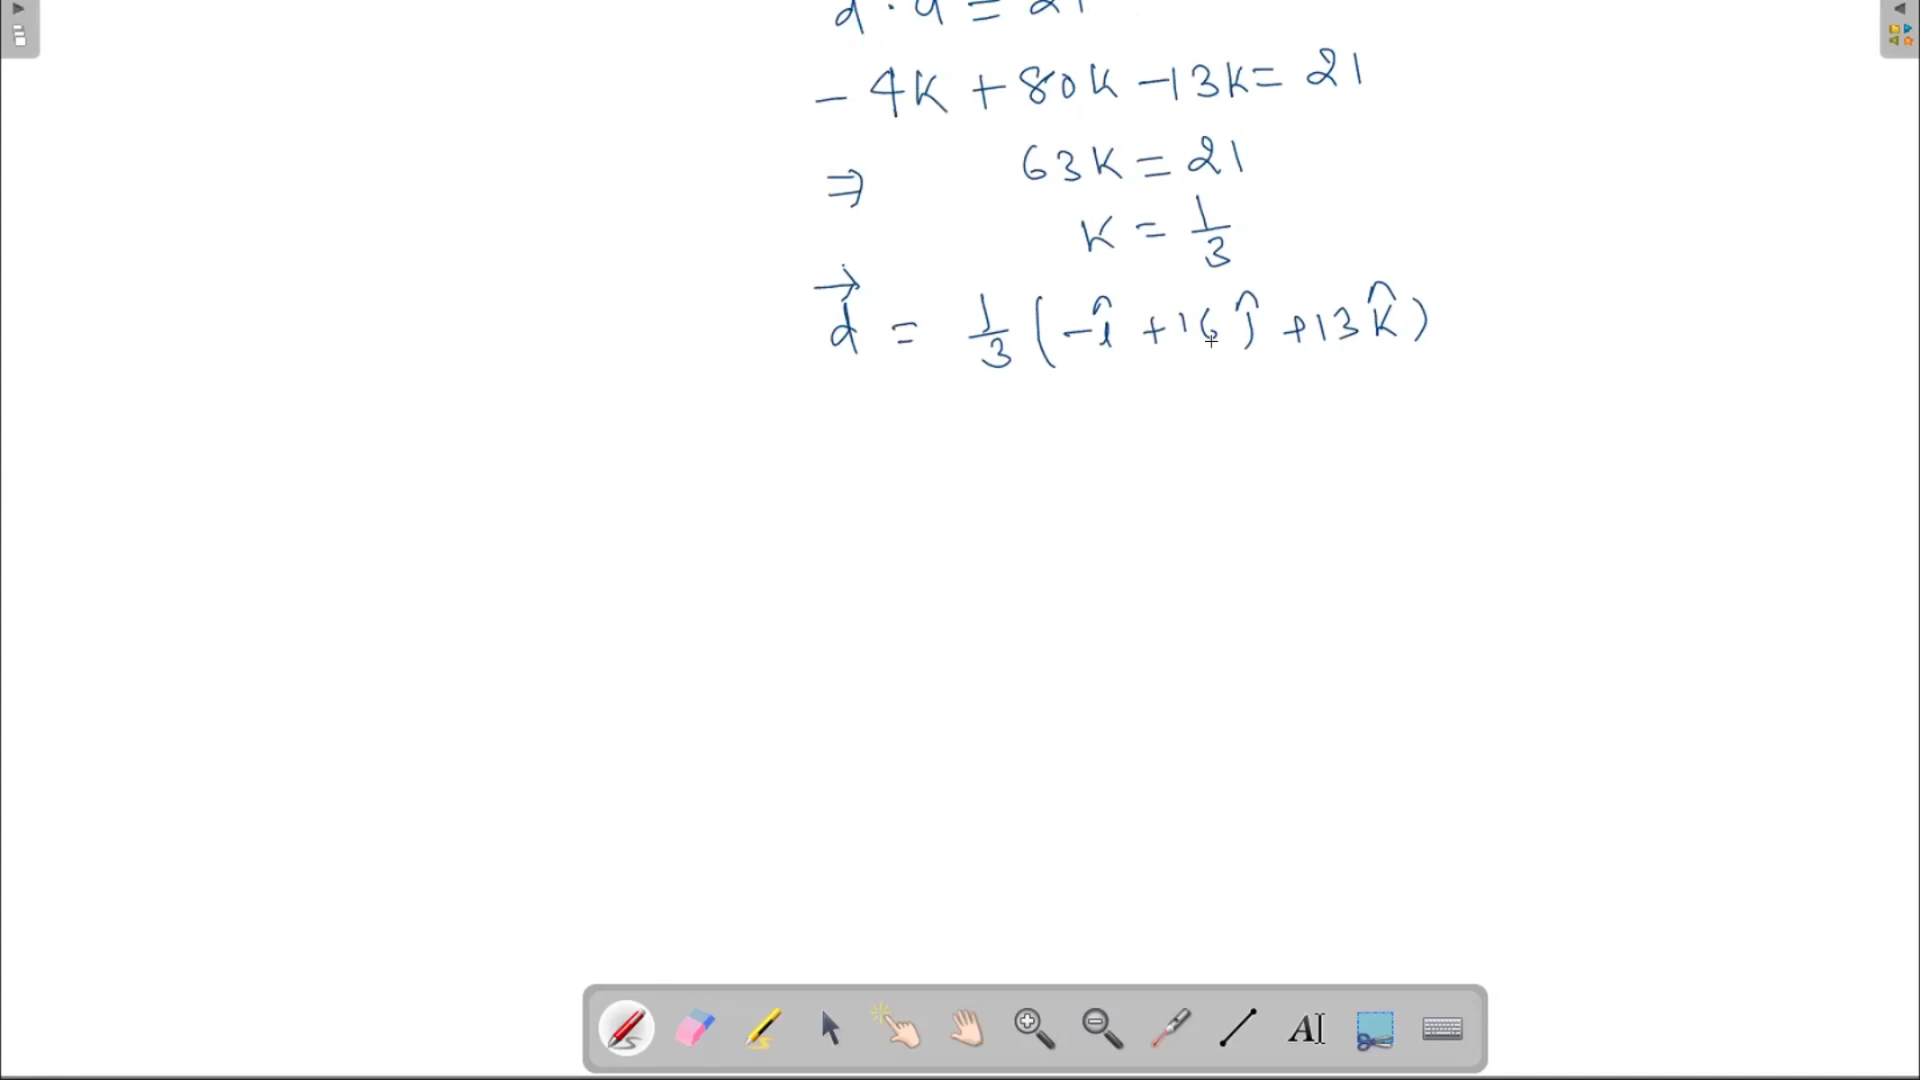 - 4K + 80K - 13K = 21
⇒ 63K = 21
K = 1/3
d⃗ = 1/3 (-î + 16ĵ + 13k̂)
AI